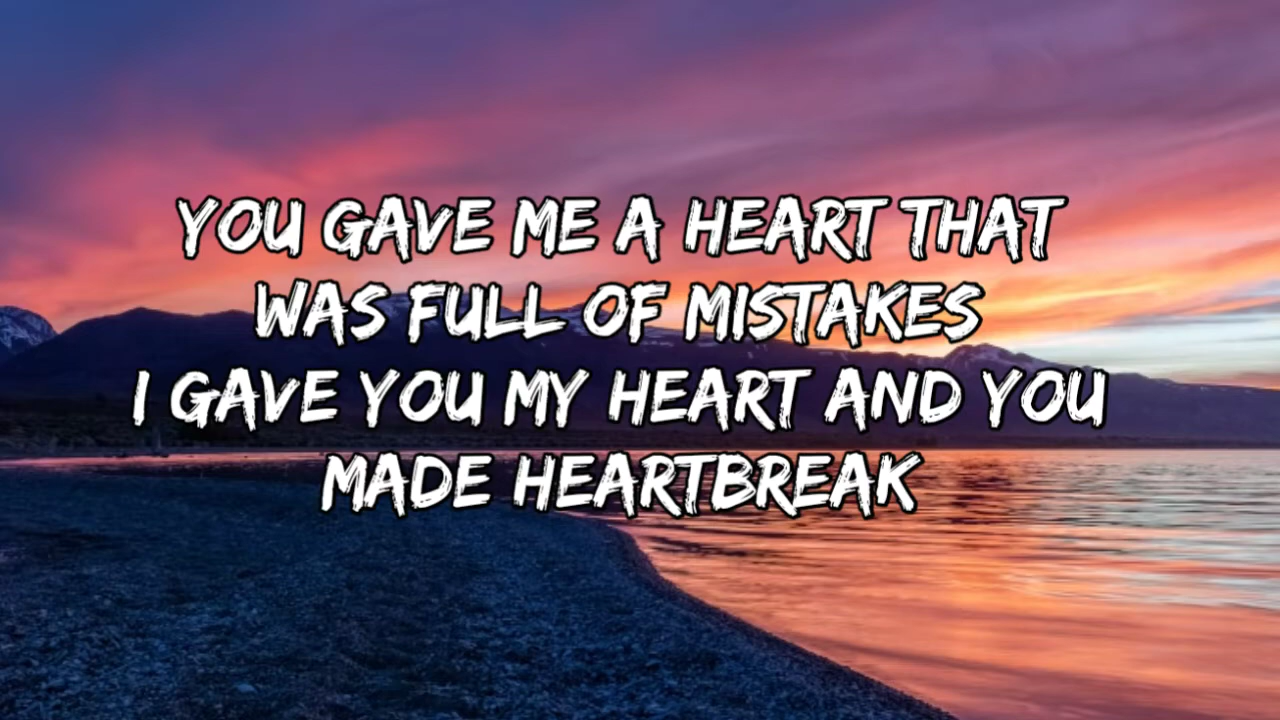 YOU GAVE ME A HEART THAT
WAS FULL OF MISTAKES
I GAVE YOU MY HEART AND YOU
MADE HEARTBREAK